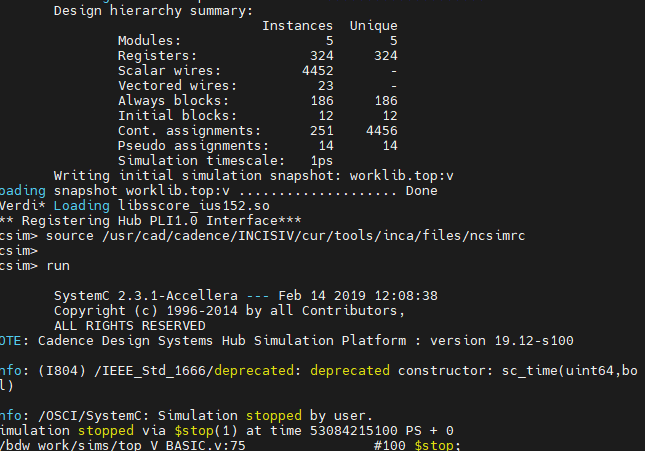 Design hierarchy summary:
Instances Unique
Modules: 5 5
Registers: 324 324
Scalar wires: 4452 -
Vectored wires: 23 -
Always blocks: 186 186
Initial blocks: 12 12
Cont. assignments: 251 4456
Pseudo assignments: 14 14
Simulation timescale: 1ps
Writing initial simulation snapshot: worklib.top:v
oading snapshot worklib.top:v .................... Done
Verdi* Loading libsscore_ius152.so
** Registering Hub PLI1.0 Interface***
csim> source /usr/cad/cadence/INCISIV/cur/tools/inca/files/ncsimrc
csim>
csim> run
SystemC 2.3.1-Accellera --- Feb 14 2019 12:08:38
Copyright (c) 1996-2014 by all Contributors,
ALL RIGHTS RESERVED
OTE: Cadence Design Systems Hub Simulation Platform : version 19.12-s100
nfo: (I804) /IEEE_Std_1666/deprecated: deprecated constructor: sc_time(uint64,bo
l)
nfo: /OSCI/SystemC: Simulation stopped by user.
imulation stopped via $stop(1) at time 53084215100 PS + 0
/bdw_work/sims/top_V_BASIC.v:75 #100 $stop;